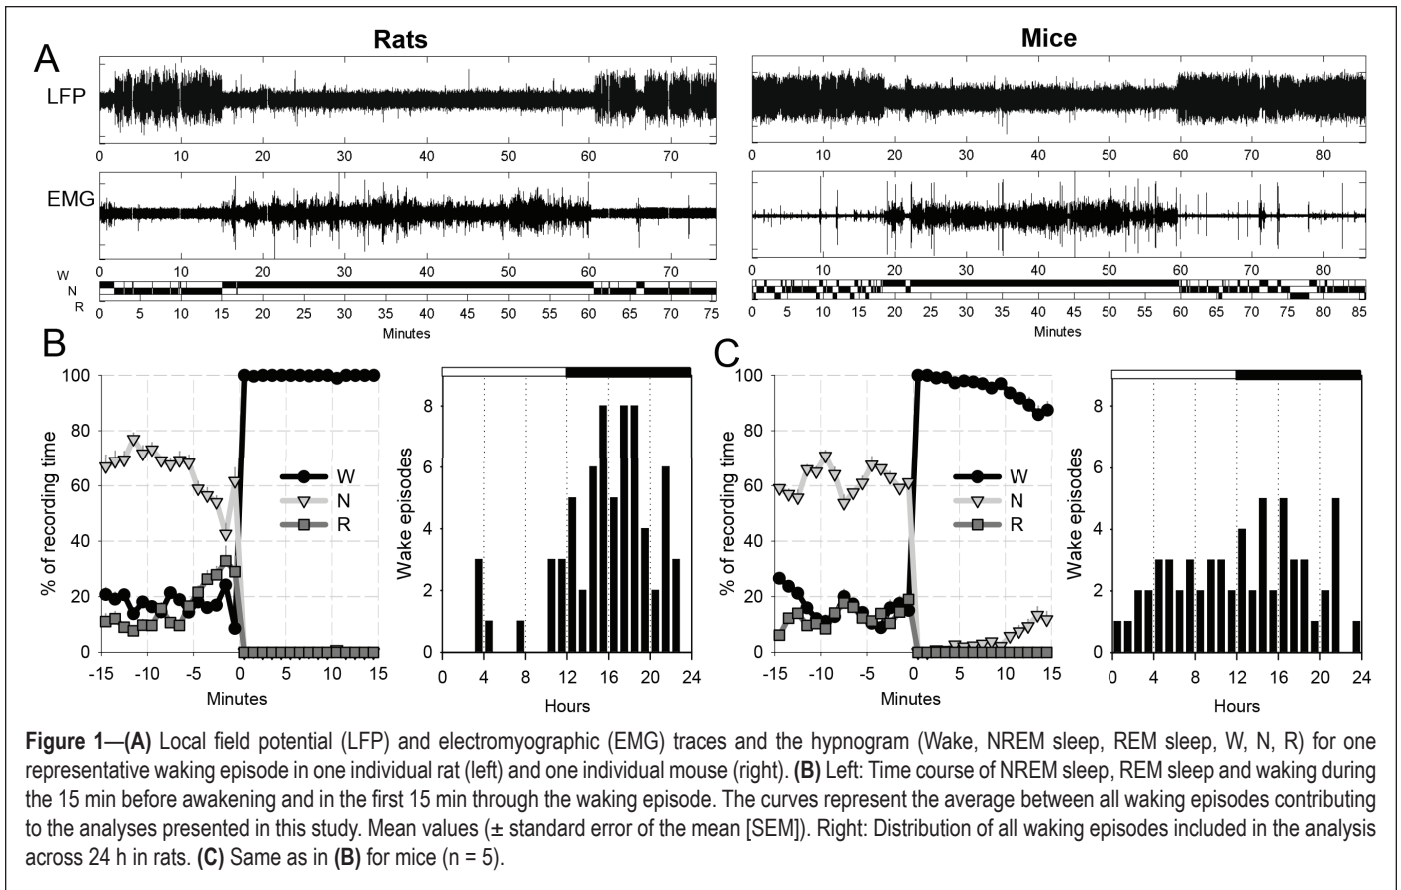 A
Rats
Mice
LFP
0 10 20 30 40 50 60 70
0 10 20 30 40 50 60 70 80
EMG
0 10 20 30 40 50 60 70
0 10 20 30 40 50 60 70 80
W
N
R
0 5 10 15 20 25 30 35 40 45 50 55 60 65 70 75
0 5 10 15 20 25 30 35 40 45 50 55 60 65 70 75 80 85
Minutes
Minutes
B
% of recording time
100
80
60
40
20
0
W
N
R
-15 -10 -5 0 5 10 15
Minutes
Wake episodes
8
6
4
2
0
0 4 8 12 16 20 24
Hours
C
% of recording time
100
80
60
40
20
0
W
N
R
-15 -10 -5 0 5 10 15
Minutes
Wake episodes
8
6
4
2
0
0 4 8 12 16 20 24
Hours
Figure 1—(A) Local field potential (LFP) and electromyographic (EMG) traces and the hypnogram (Wake, NREM sleep, REM sleep, W, N, R) for one
representative waking episode in one individual rat (left) and one individual mouse (right). (B) Left: Time course of NREM sleep, REM sleep and waking during
the 15 min before awakening and in the first 15 min through the waking episode. The curves represent the average between all waking episodes contributing
to the analyses presented in this study. Mean values (± standard error of the mean [SEM]). Right: Distribution of all waking episodes included in the analysis
across 24 h in rats. (C) Same as in (B) for mice (n = 5).